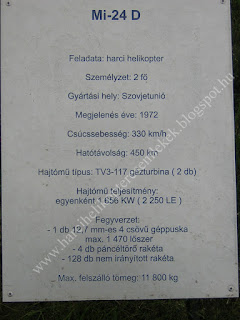 Mi-24 D
Feladata: harci helikopter
Személyzet: 2 fő
Gyártási hely: Szovjetunió
Megjelenés éve: 1972
Csúcssebesség: 330 km/h
Hatótávolság: 450 km
Hajtómű típus: TV3-117 gázturbina ( 2 db)
Hajtómű teljesítmény:
egyenként 1 656 KW ( 2 250 LE )
Fegyverzet:
- 1 db 12,7 mm-es 4 csövű géppuska
max. 1 470 lőszer
- 4 db páncéltörő rakéta
- 128 db nem irányított rakéta
Max. felszálló tömeg: 11 800 kg